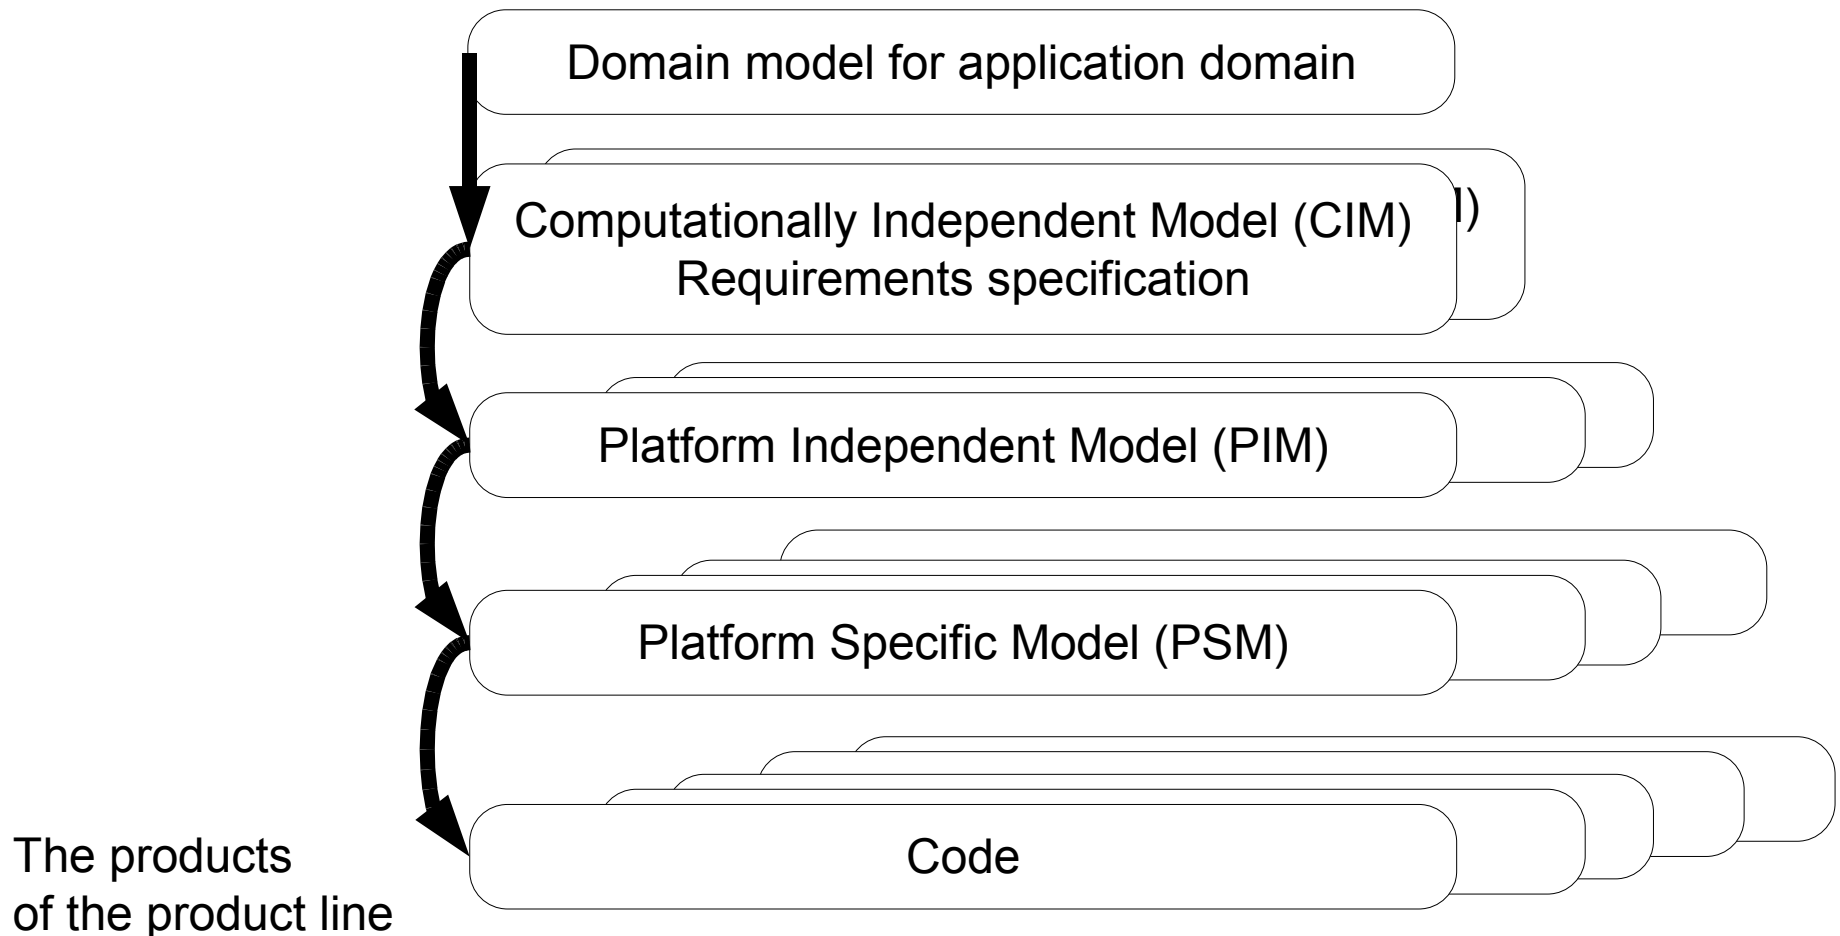 Domain model for application domain
Computationally Independent Model (CIM)
Requirements specification
Platform Independent Model (PIM)
Platform Specific Model (PSM)
Code
The products
of the product line